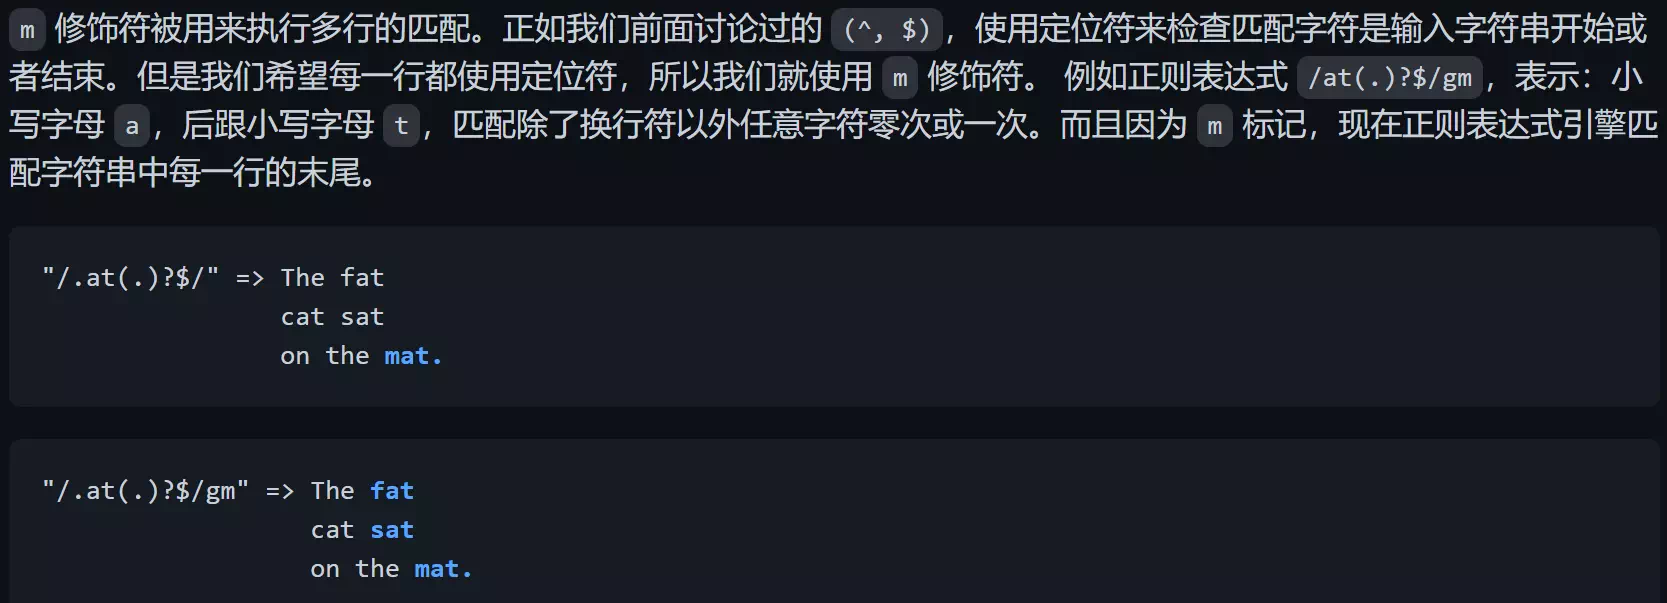 m 修饰符被用来执行多行的匹配。正如我们前面讨论过的 (^, $)，使用定位符来检查匹配字符是输入字符串开始或
者结束。但是我们希望每一行都使用定位符，所以我们就使用 m 修饰符。 例如正则表达式 /at(.)?$/gm，表示：小
写字母 a，后跟小写字母 t，匹配除了换行符以外任意字符零次或一次。而且因为 m 标记，现在正则表达式引擎匹
配字符串中每一行的末尾。
"/.at(.)?$/" => The fat
cat sat
on the mat.
"/.at(.)?$/gm" => The fat
cat sat
on the mat.